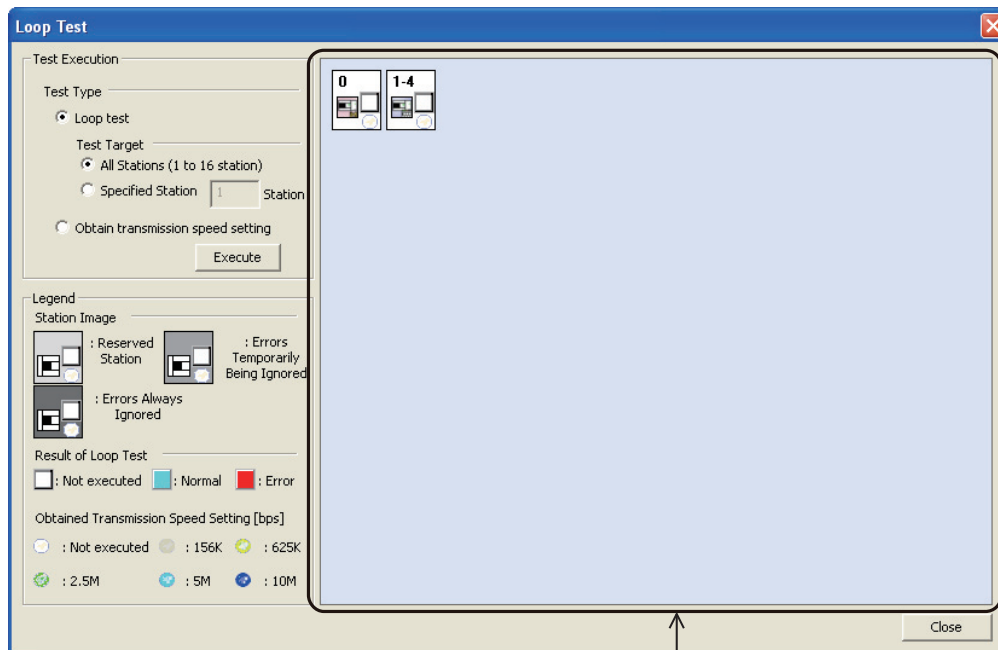 Loop Test
Test Execution
Test Type
Loop test
Test Target
All Stations (1 to 16 station)
Specified Station 1 Station
Obtain transmission speed setting
Execute
Legend
Station Image
: Reserved
Station
: Errors
Temporarily
Being Ignored
: Errors Always
Ignored
Result of Loop Test
: Not executed : Normal : Error
Obtained Transmission Speed Setting [bps]
: Not executed : 156K : 625K
: 2.5M : 5M : 10M
0 1-4
Close